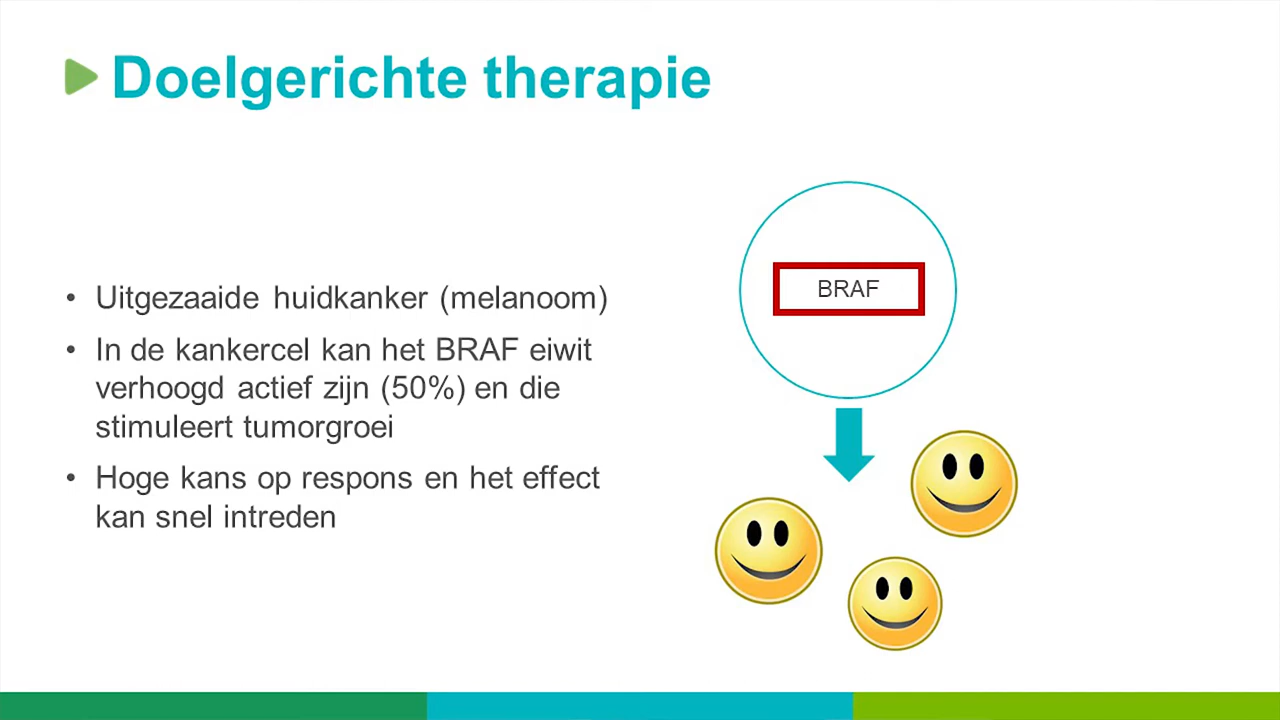 Doelgerichte therapie
• Uitgezaaide huidkanker (melanoom)
• In de kankercel kan het BRAF eiwit
verhoogd actief zijn (50%) en die
stimuleert tumorgroei
• Hoge kans op respons en het effect
kan snel intreden
BRAF